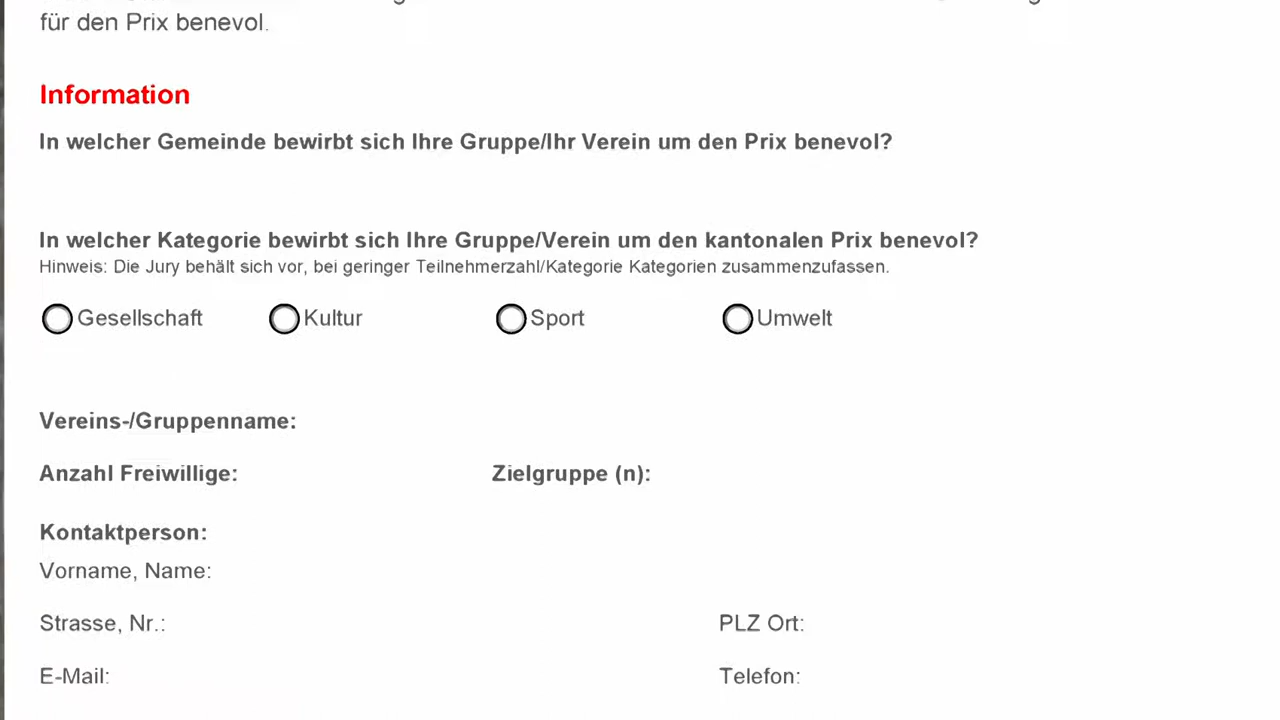 für den Prix benevol.
Information
In welcher Gemeinde bewirbt sich Ihre Gruppe/Ihr Verein um den Prix benevol?
In welcher Kategorie bewirbt sich Ihre Gruppe/Verein um den kantonalen Prix benevol?
Hinweis: Die Jury behält sich vor, bei geringer Teilnehmerzahl/Kategorie Kategorien zusammenzufassen.
Gesellschaft Kultur Sport Umwelt
Vereins-/Gruppenname:
Anzahl Freiwillige: Zielgruppe (n):
Kontaktperson:
Vorname, Name:
Strasse, Nr.: PLZ Ort:
E-Mail: Telefon: